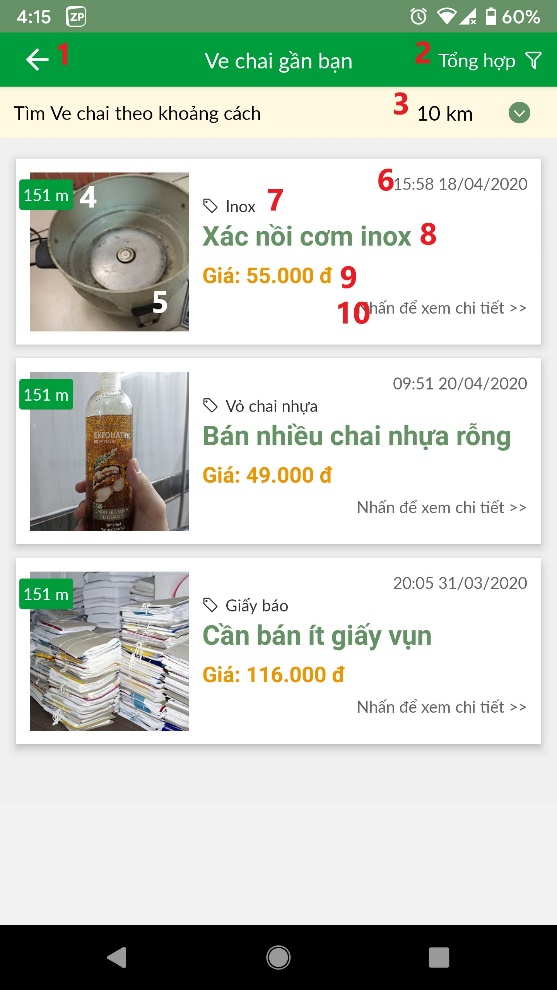 4:15 ZP 60%
1 Ve chai gần bạn 2 Tổng hợp
Tìm Ve chai theo khoảng cách 3 10 km
151 m 4 6 15:58 18/04/2020
Inox 7
Xác nồi cơm inox 8
Giá: 55.000 đ 9
5 10 Nhấn để xem chi tiết >>
151 m 09:51 20/04/2020
Vỏ chai nhựa
EXFOLIATING
Bán nhiều chai nhựa rỗng
Giá: 49.000 đ
Nhấn để xem chi tiết >>
151 m 20:05 31/03/2020
Giấy báo
Cần bán ít giấy vụn
Giá: 116.000 đ
Nhấn để xem chi tiết >>